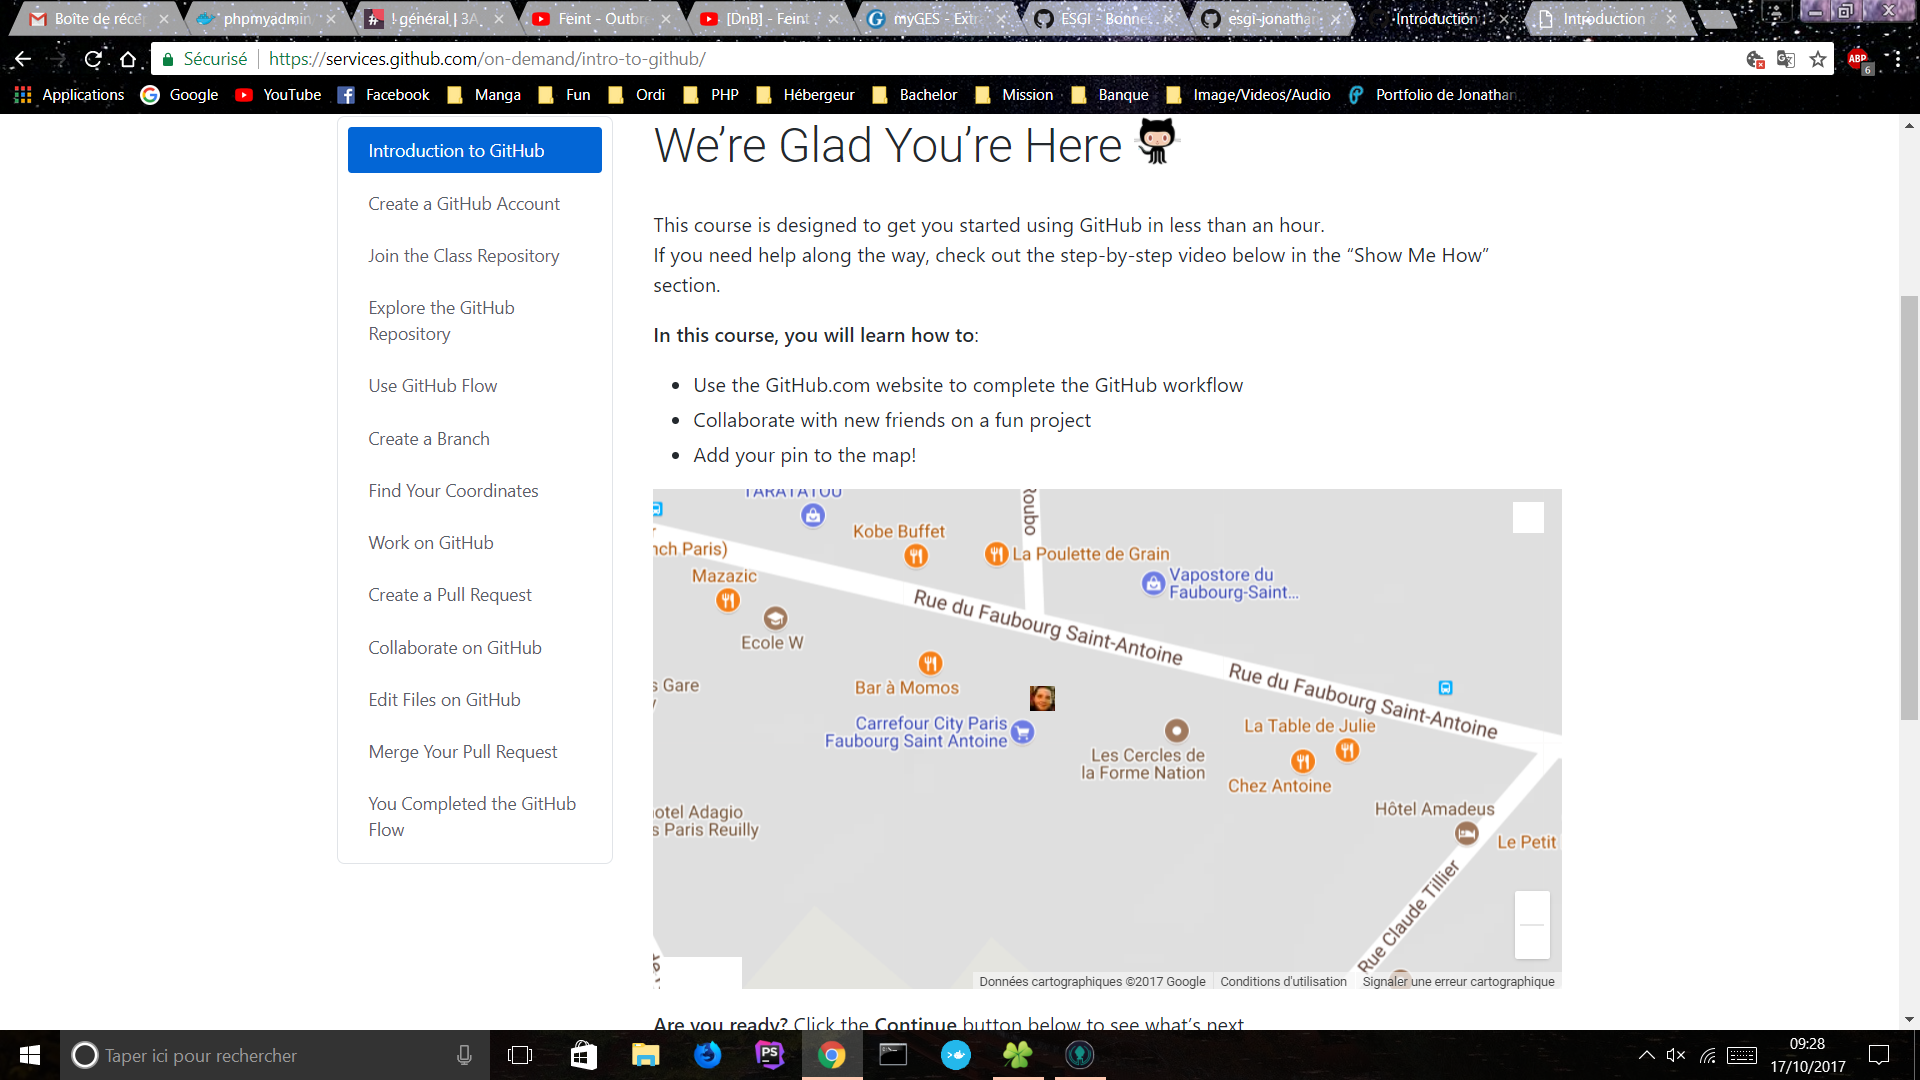 Boîte de récep
phpmyadmin
! général | 3A
Feint - Outbre
[DnB] - Feint
myGES - Extra
ESGI - Bonne
esgi-jonathan
Introduction
Introduction
Sécurisé
https://services.github.com/on-demand/intro-to-github/
ABP
6
Applications
Google
YouTube
Facebook
Manga
Fun
Ordi
PHP
Hébergeur
Bachelor
Mission
Banque
Image/Videos/Audio
Portfolio de Jonathan
Introduction to GitHub
Create a GitHub Account
Join the Class Repository
Explore the GitHub
Repository
Use GitHub Flow
Create a Branch
Find Your Coordinates
Work on GitHub
Create a Pull Request
Collaborate on GitHub
Edit Files on GitHub
Merge Your Pull Request
You Completed the GitHub
Flow
We’re Glad You’re Here
This course is designed to get you started using GitHub in less than an hour.
If you need help along the way, check out the step-by-step video below in the “Show Me How”
section.
In this course, you will learn how to:
Use the GitHub.com website to complete the GitHub workflow
Collaborate with new friends on a fun project
Add your pin to the map!
TARATATOU
Roubo
Kobe Buffet
La Poulette de Grain
nch Paris)
Mazazic
Vapostore du
Faubourg-Saint...
Rue du Faubourg Saint-Antoine
Ecole W
Bar à Momos
s Gare
Rue du Faubourg Saint-Antoine
Carrefour City Paris
Faubourg Saint Antoine
La Table de Julie
Les Cercles de
la Forme Nation
Chez Antoine
Hôtel Amadeus
otel Adagio
s Paris Reuilly
Le Petit
Rue Claude Tillier
Données cartographiques ©2017 Google
Conditions d'utilisation
Signaler une erreur cartographique
Are you ready? Click the Continue button below to see what’s next
Taper ici pour rechercher
PS
09:28
17/10/2017